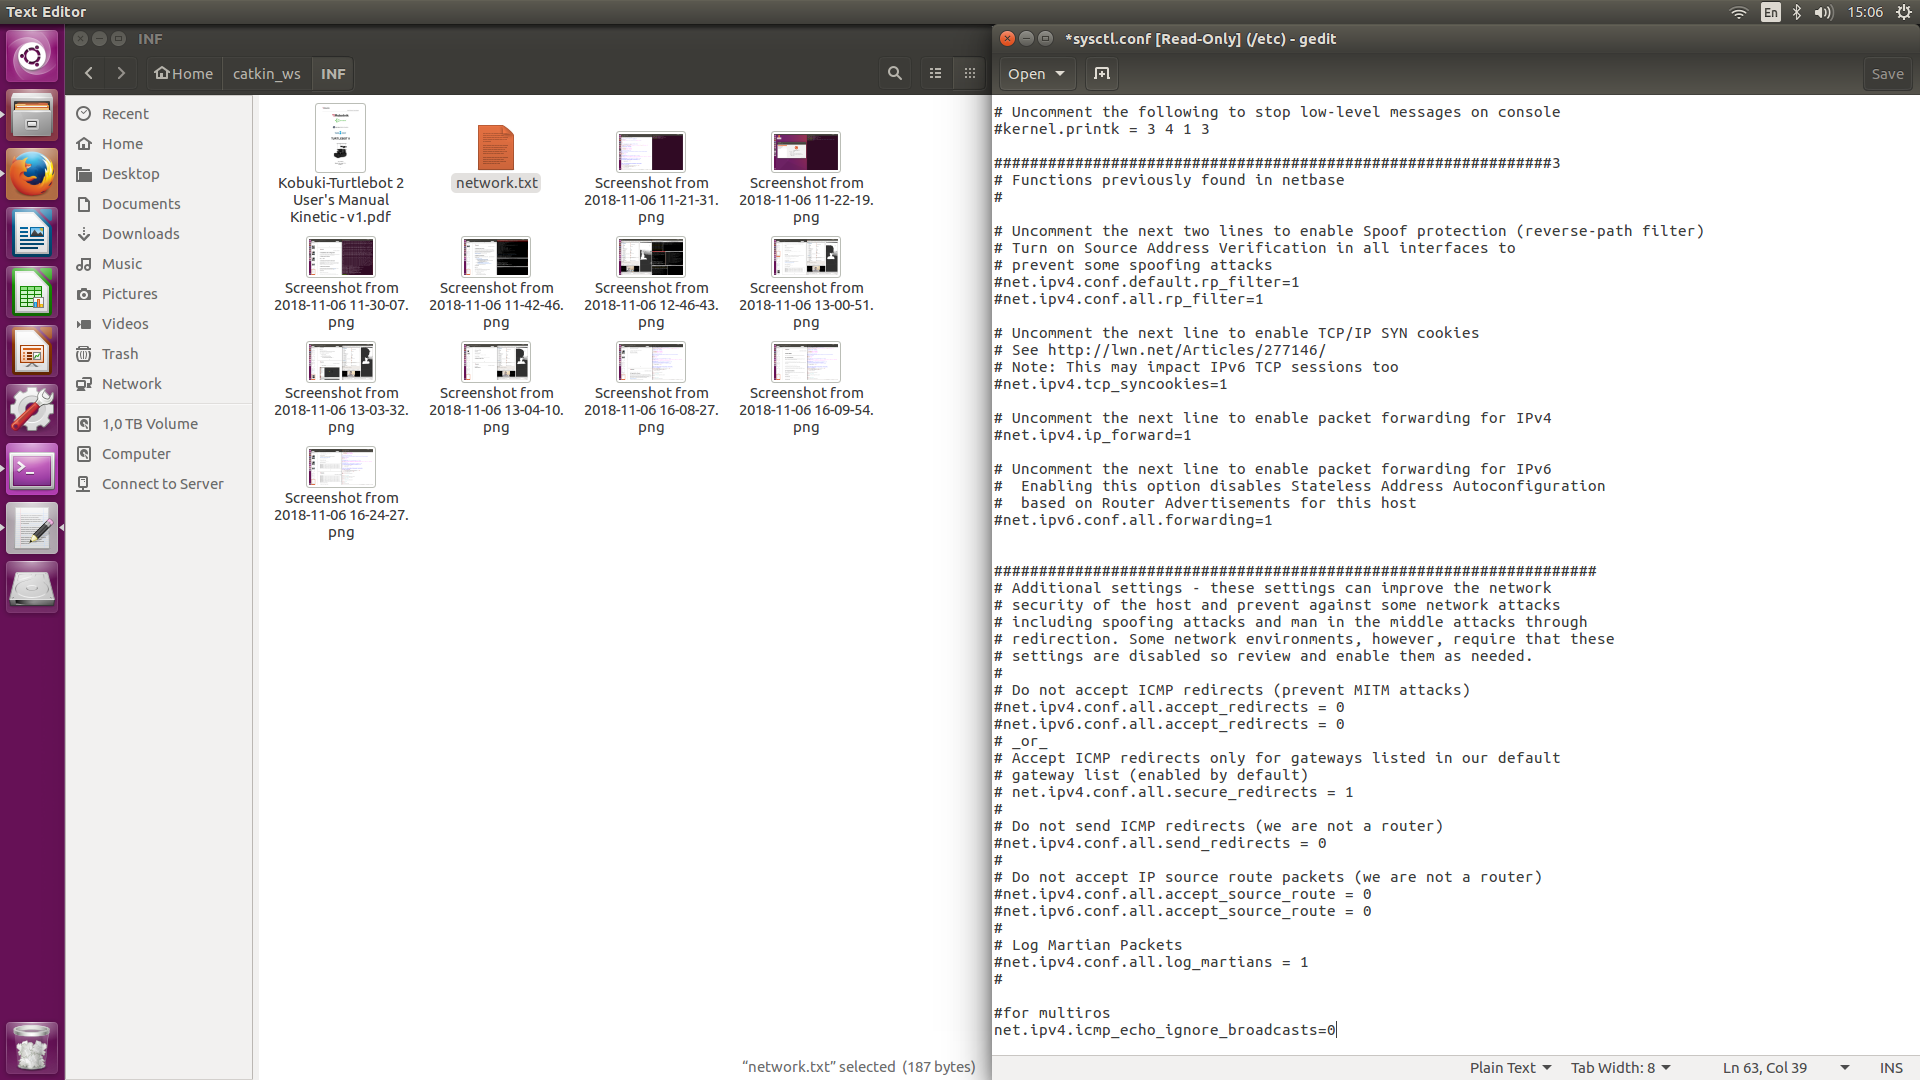 Text Editor
En
15:06
INF
Home
catkin_ws
INF
Recent
Home
Desktop
Documents
Downloads
Music
Pictures
Videos
Trash
Network
1,0 TB Volume
Computer
Connect to Server
Kobuki-Turtlebot 2
User's Manual
Kinetic - v1.pdf
network.txt
Screenshot from
2018-11-06 11-21-31.
png
Screenshot from
2018-11-06 11-22-19.
png
Screenshot from
2018-11-06 11-30-07.
png
Screenshot from
2018-11-06 11-42-46.
png
Screenshot from
2018-11-06 12-46-43.
png
Screenshot from
2018-11-06 13-00-51.
png
Screenshot from
2018-11-06 13-03-32.
png
Screenshot from
2018-11-06 13-04-10.
png
Screenshot from
2018-11-06 16-08-27.
png
Screenshot from
2018-11-06 16-09-54.
png
Screenshot from
2018-11-06 16-24-27.
png
"network.txt" selected (187 bytes)
*sysctl.conf [Read-Only] (/etc) - gedit
Open
Save
# Uncomment the following to stop low-level messages on console
#kernel.printk = 3 4 1 3
##############################################################3
# Functions previously found in netbase
#
# Uncomment the next two lines to enable Spoof protection (reverse-path filter)
# Turn on Source Address Verification in all interfaces to
# prevent some spoofing attacks
#net.ipv4.conf.default.rp_filter=1
#net.ipv4.conf.all.rp_filter=1
# Uncomment the next line to enable TCP/IP SYN cookies
# See http://lwn.net/Articles/277146/
# Note: This may impact IPv6 TCP sessions too
#net.ipv4.tcp_syncookies=1
# Uncomment the next line to enable packet forwarding for IPv4
#net.ipv4.ip_forward=1
# Uncomment the next line to enable packet forwarding for IPv6
#  Enabling this option disables Stateless Address Autoconfiguration
#  based on Router Advertisements for this host
#net.ipv6.conf.all.forwarding=1
###################################################################
# Additional settings - these settings can improve the network
# security of the host and prevent against some network attacks
# including spoofing attacks and man in the middle attacks through
# redirection. Some network environments, however, require that these
# settings are disabled so review and enable them as needed.
#
# Do not accept ICMP redirects (prevent MITM attacks)
#net.ipv4.conf.all.accept_redirects = 0
#net.ipv6.conf.all.accept_redirects = 0
# _or_
# Accept ICMP redirects only for gateways listed in our default
# gateway list (enabled by default)
# net.ipv4.conf.all.secure_redirects = 1
#
# Do not send ICMP redirects (we are not a router)
#net.ipv4.conf.all.send_redirects = 0
#
# Do not accept IP source route packets (we are not a router)
#net.ipv4.conf.all.accept_source_route = 0
#net.ipv6.conf.all.accept_source_route = 0
#
# Log Martian Packets
#net.ipv4.conf.all.log_martians = 1
#
#for multiros
net.ipv4.icmp_echo_ignore_broadcasts=0
Plain Text
Tab Width: 8
Ln 63, Col 39
INS